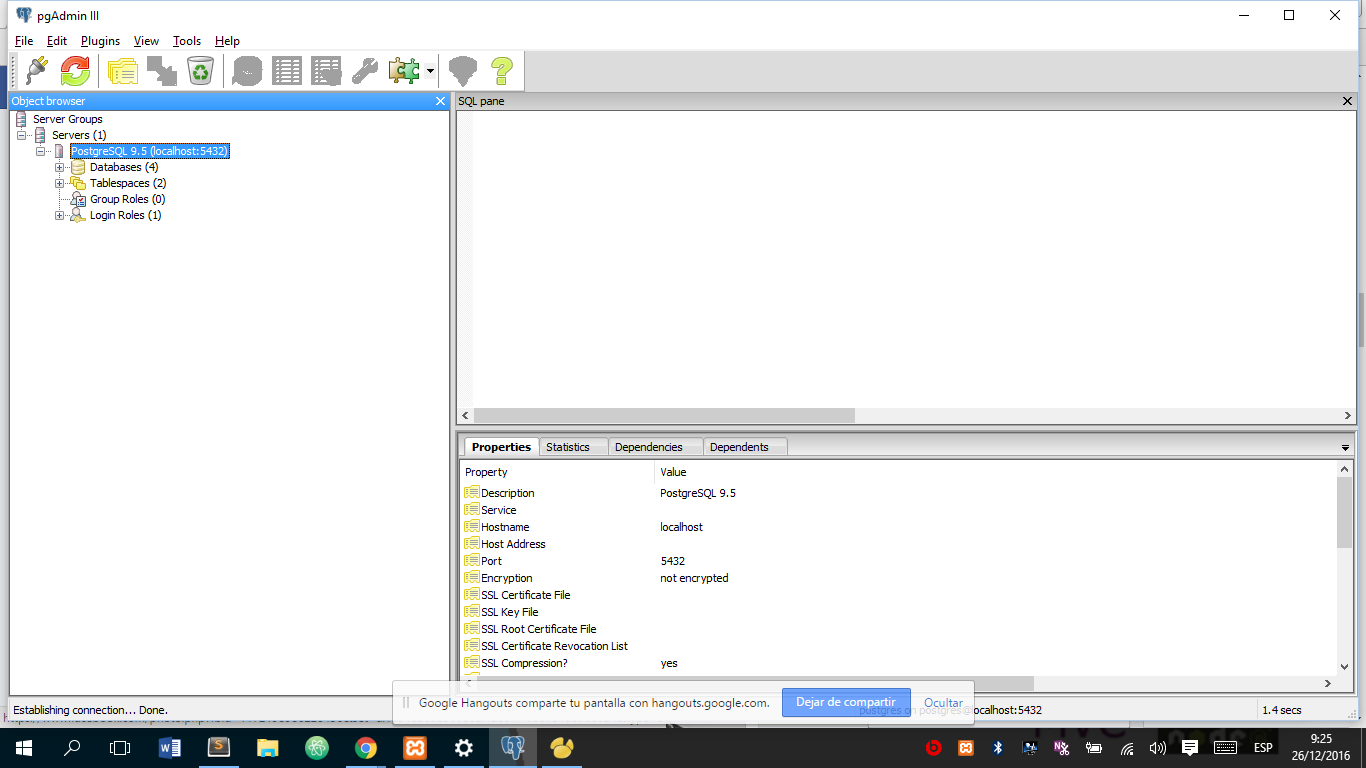 pgAdmin III
File Edit Plugins View Tools Help
Object browser
Server Groups
Servers (1)
PostgreSQL 9.5 (localhost:5432)
Databases (4)
Tablespaces (2)
Group Roles (0)
Login Roles (1)
SQL pane
Properties Statistics Dependencies Dependents
Property Value
Description PostgreSQL 9.5
Service
Hostname localhost
Host Address
Port 5432
Encryption not encrypted
SSL Certificate File
SSL Key File
SSL Root Certificate File
SSL Certificate Revocation List
SSL Compression? yes
Google Hangouts comparte tu pantalla con hangouts.google.com. Dejar de compartir Ocultar
Establishing connection... Done. postgres on postgres@localhost:5432 1.4 secs
ESP
9:25
26/12/2016